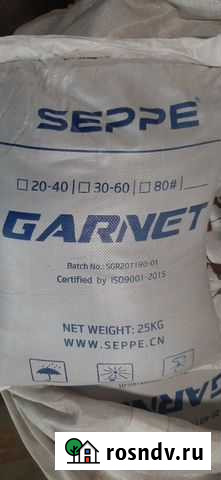 SEPPE
☐ 20-40 | ☐ 30-60 | ☐ 80# |
GARNET
Batch No.: SGR207190-01
Certified by ISO9001-2015
NET WEIGHT: 25KG
WWW.SEPPE.CN
GARNET
rosndv.ru